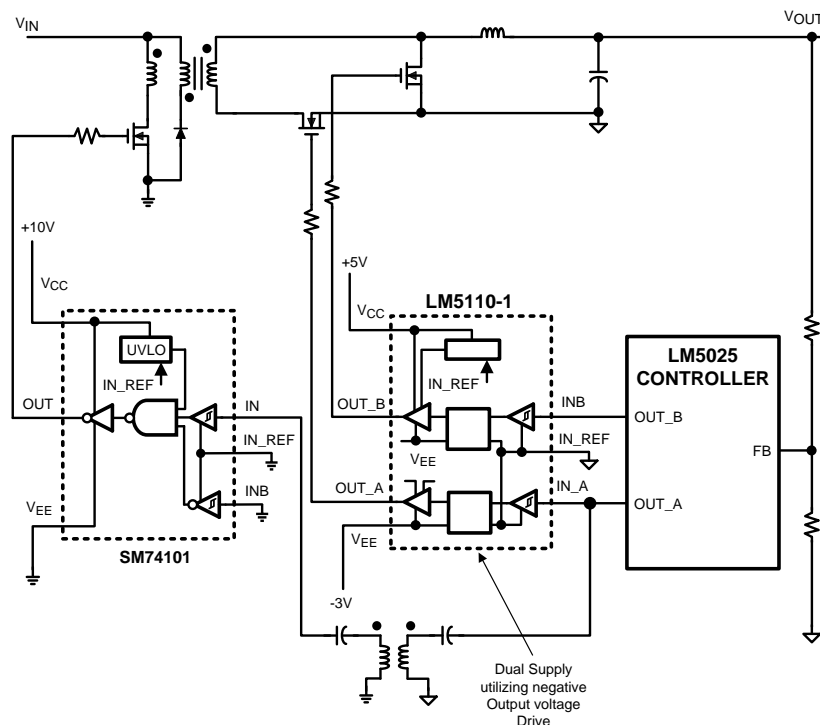 VIN
VOUT
+10V
VCC
UVLO
IN_REF
OUT
IN
IN_REF
INB
VEE
SM74101
+5V
VCC
LM5110-1
IN_REF
OUT_B
INB
IN_REF
VEE
OUT_A
IN_A
VEE
-3V
LM5025
CONTROLLER
OUT_B
FB
OUT_A
Dual Supply
utilizing negative
Output voltage
Drive